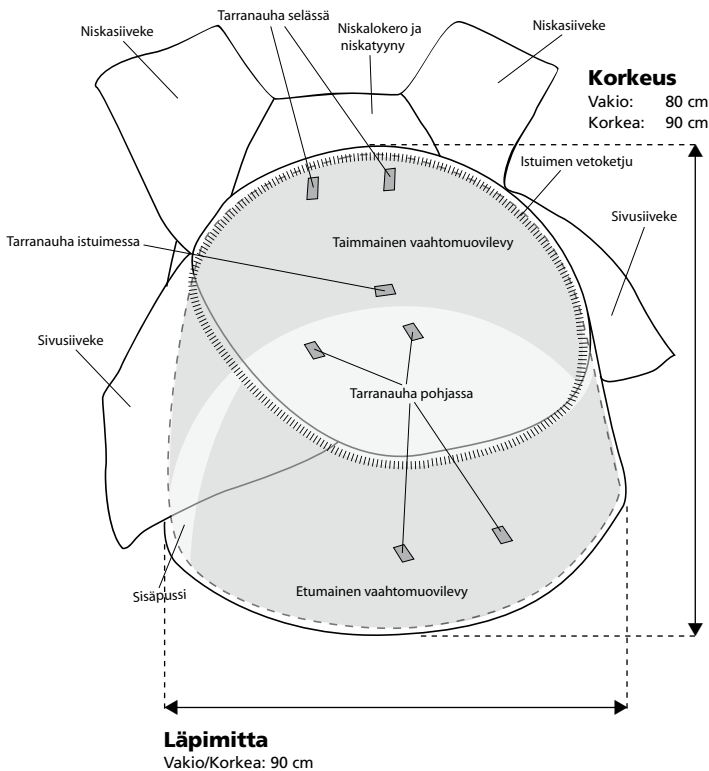 Tarranauha selässä
Niskasiiveke
Niskalokero ja
niskatyyny
Niskasiiveke
Korkeus
Vakio: 80 cm
Korkea: 90 cm
Istuimen vetoketju
Sivusiiveke
Tarranauha istuimessa
Taimmainen vaahtomuovilevy
Sivusiiveke
Tarranauha pohjassa
Sisäpussi
Etumainen vaahtomuovilevy
Läpimitta
Vakio/Korkea: 90 cm